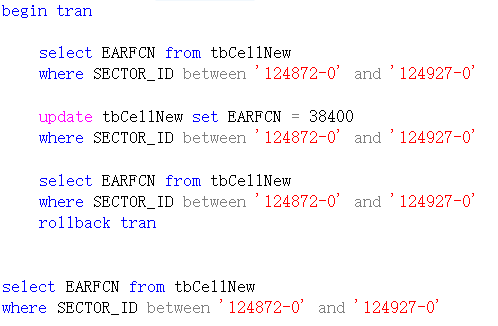 begin tran
select EARFCN from tbCellNew
where SECTOR_ID between '124872-0' and '124927-0'
update tbCellNew set EARFCN = 38400
where SECTOR_ID between '124872-0' and '124927-0'
select EARFCN from tbCellNew
where SECTOR_ID between '124872-0' and '124927-0'
rollback tran
select EARFCN from tbCellNew
where SECTOR_ID between '124872-0' and '124927-0'